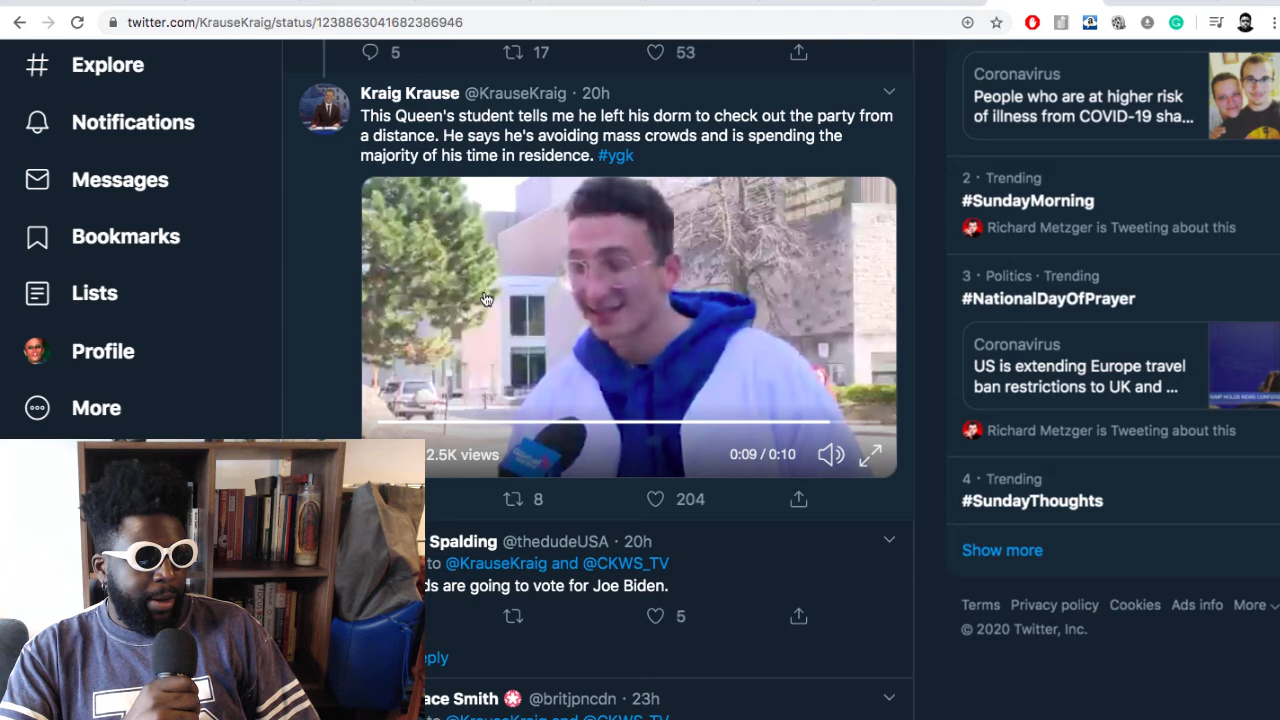 twitter.com/KrauseKraig/status/1238863041682386946
Explore
Notifications
Messages
Bookmarks
Lists
Profile
More
5 17 53
Kraig Krause @KrauseKraig · 20h
This Queen's student tells me he left his dorm to check out the party from
a distance. He says he's avoiding mass crowds and is spending the
majority of his time in residence. #ygk
2.5K views 0:09 / 0:10
8 204
Spalding @thedudeUSA · 20h
to @KrauseKraig and @CKWS_TV
ds are going to vote for Joe Biden.
5
eply
ace Smith @britjpncdn · 23h
to @KrauseKraig and @CKWS_TV
Coronavirus
People who are at higher risk
of illness from COVID-19 sha...
2 · Trending
#SundayMorning
Richard Metzger is Tweeting about this
3 · Politics · Trending
#NationalDayOfPrayer
Coronavirus
US is extending Europe travel
ban restrictions to UK and ...
Richard Metzger is Tweeting about this
4 · Trending
#SundayThoughts
Show more
Terms Privacy policy Cookies Ads info More
© 2020 Twitter, Inc.